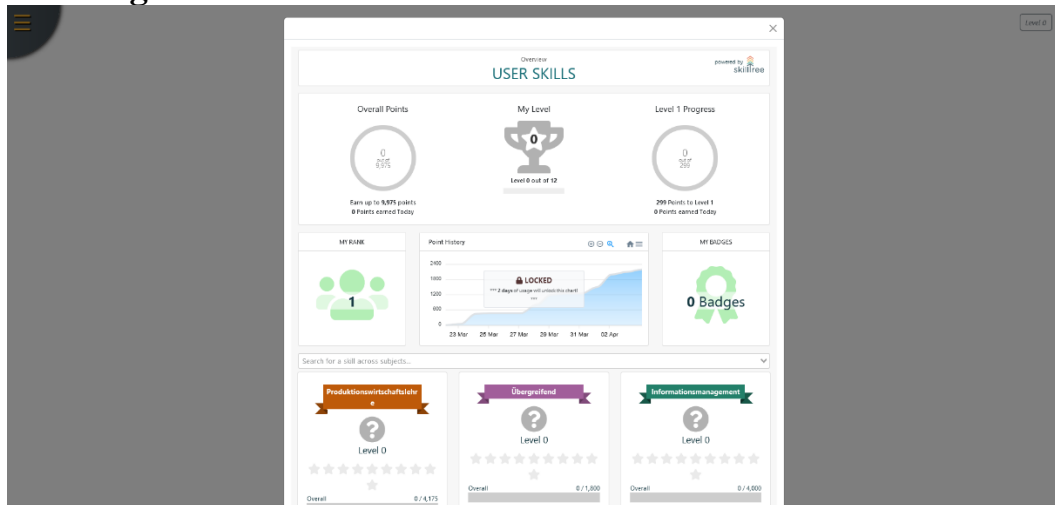 Level 0
×
Overview
USER SKILLS
powered by
skilltree
Overall Points
0
9,975
Earn up to 9,975 points
0 Points earned Today
My Level
0
Level 0 out of 12
Level 1 Progress
0
299
299 Points to Level 1
0 Points earned Today
MY RANK
1
Point History
2400
1800
1200
600
0
LOCKED
*** 2 days of usage will unlock this chart!
***
23 Mar 25 Mar 27 Mar 29 Mar 31 Mar 02 Apr
MY BADGES
0 Badges
Search for a skill across subjects...
Produktionswirtschaftslehr
e
Level 0
Overall 0 / 4,175
Übergreifend
Level 0
Overall 0 / 1,800
Informationsmanagement
Level 0
Overall 0 / 4,000